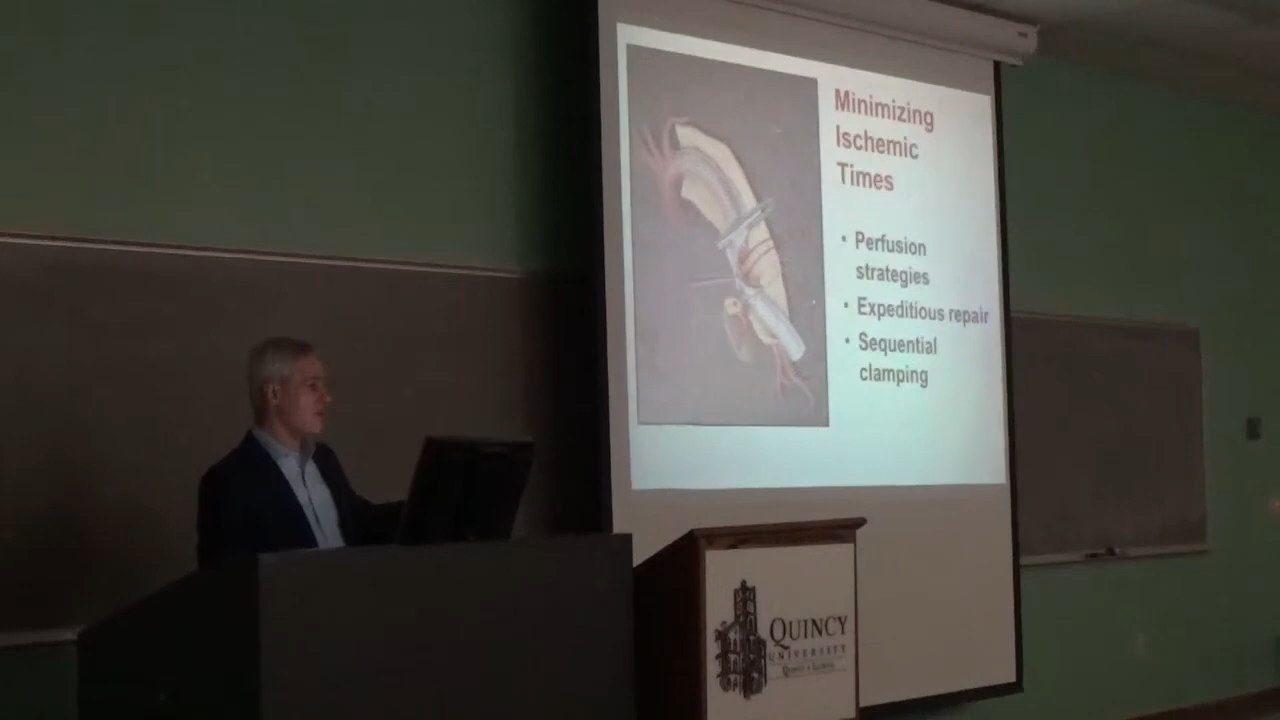 Minimizing
Ischemic
Times
• Perfusion
strategies
• Expeditious repair
• Sequential
clamping
QUINCY
UNIVERSITY